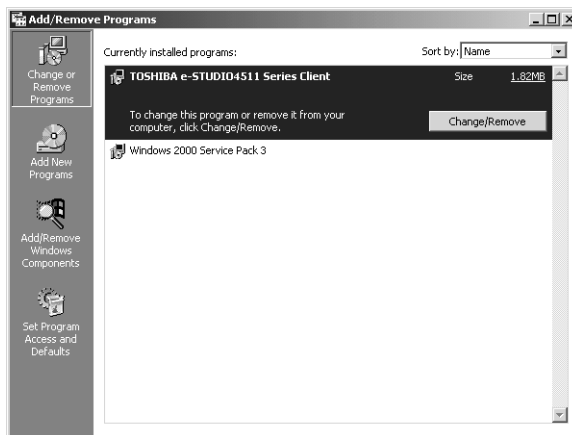 Add/Remove Programs
Change or
Remove
Programs
Add New
Programs
Add/Remove
Windows
Components
Set Program
Access and
Defaults
Currently installed programs:
Sort by: Name
TOSHIBA e-STUDIO4511 Series Client
Size 1.82MB
To change this program or remove it from your
computer, click Change/Remove.
Change/Remove
Windows 2000 Service Pack 3